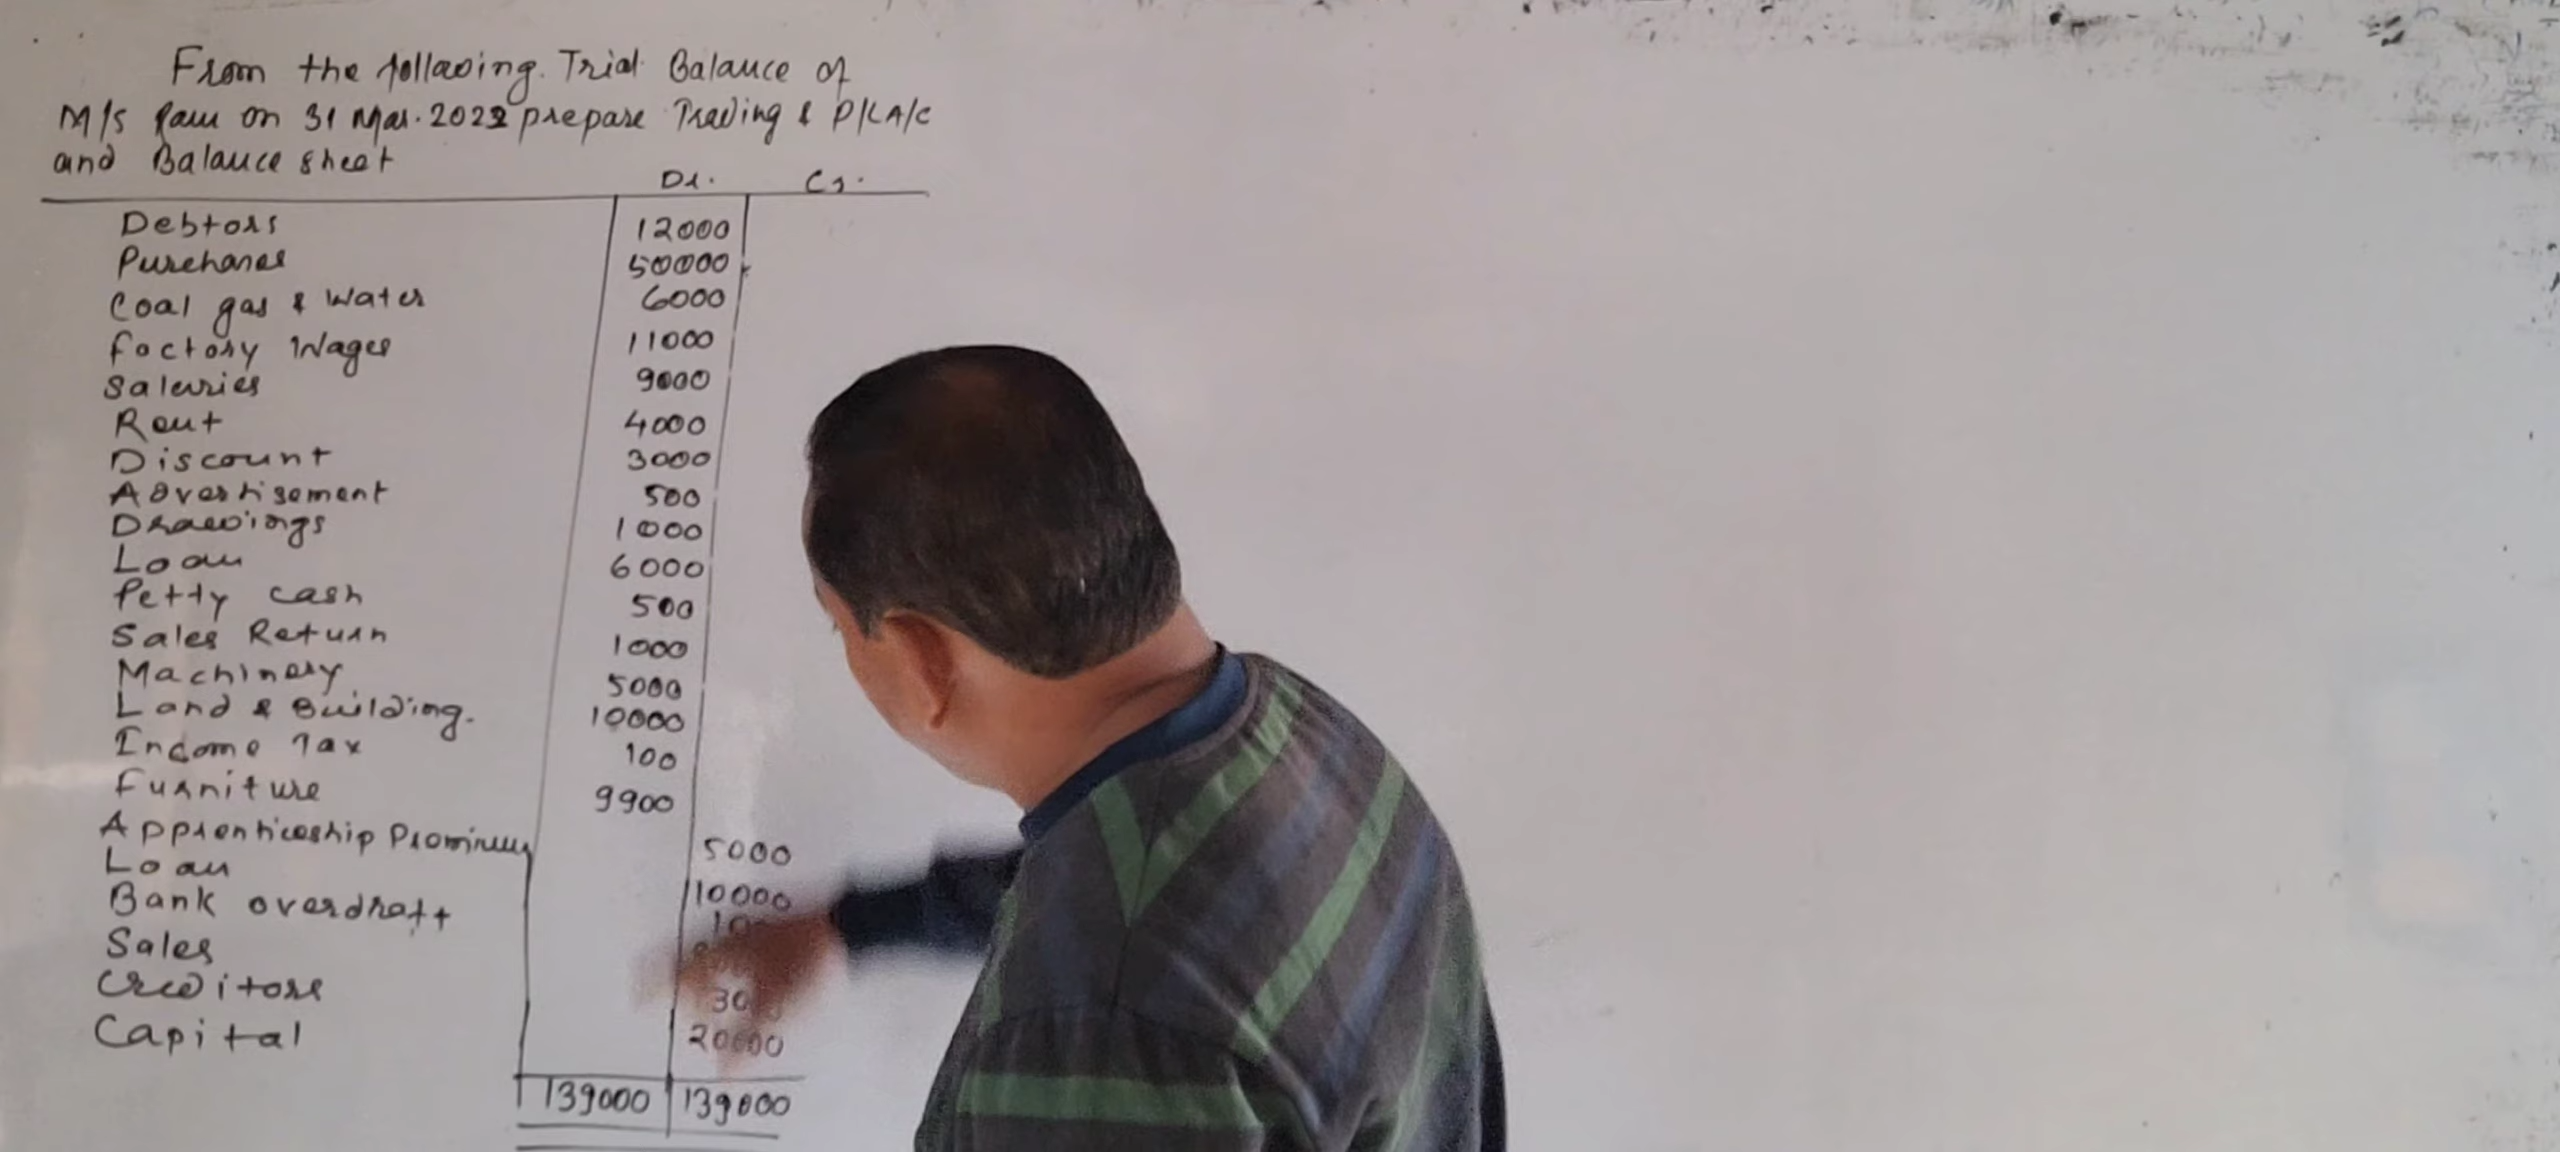 From the following Trial Balance of
M/s Ram on 31 Mar. 2022 prepare Trading & P/L A/c
and Balance sheet
Dr. Cr.
Debtors 12000
Purchases 50000
Coal gas & water 6000
Factory Wages 11000
Salaries 9000
Rent 4000
Discount 3000
Advertisement 500
Drawings 1000
Loan 6000
Petty cash 500
Sales Return 1000
Machinery 5000
Land & Building. 10000
Income Tax 100
Furniture 9900
Apprenticeship Premium 5000
Loan 10000
Bank overdraft
Sales
Creditors
Capital 20000
139000 139000